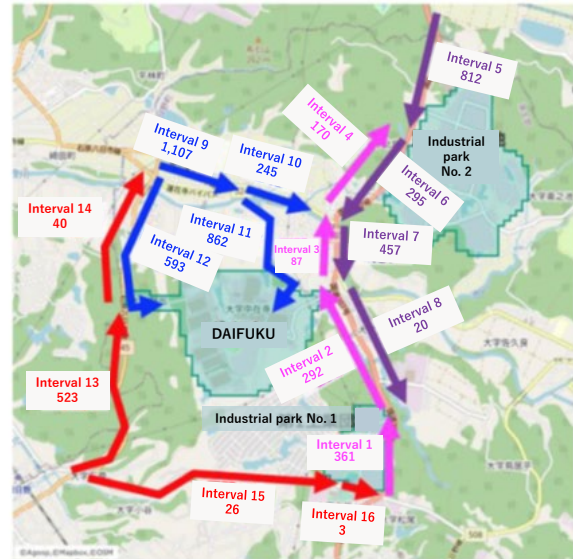 Interval 5
812
Interval 4
170
Industrial
park
No. 2
Interval 9
1,107
Interval 10
245
Interval 6
295
Interval 14
40
Interval 11
862
Interval 7
457
Interval 3
87
Interval 12
593
Interval 8
20
DAIFUKU
Interval 2
292
Interval 13
523
Industrial park No. 1
Interval 1
361
Interval 15
26
Interval 16
3
508
©Agoop, ©Mapbox, ©OSM